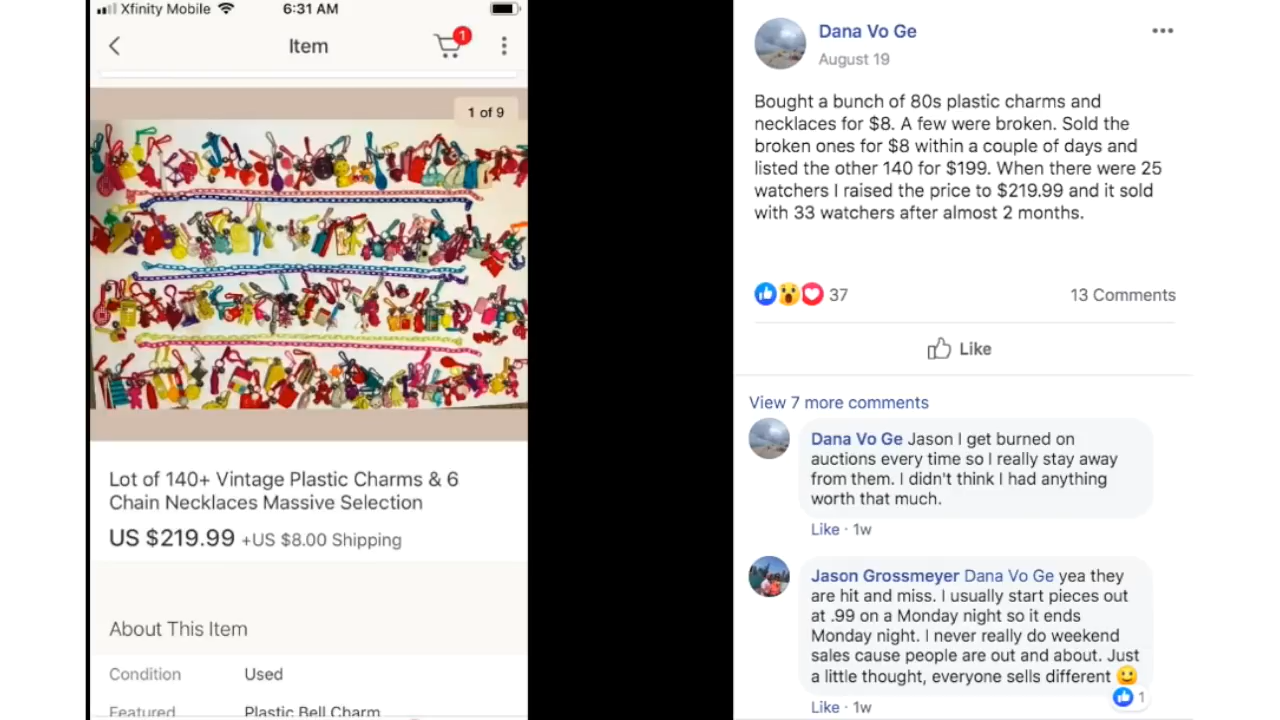 Xfinity Mobile
6:31 AM
Item
1
1 of 9
Lot of 140+ Vintage Plastic Charms & 6
Chain Necklaces Massive Selection
US $219.99 +US $8.00 Shipping
About This Item
Condition Used
Featured Plastic Bell Charm
Dana Vo Ge
August 19
Bought a bunch of 80s plastic charms and
necklaces for $8. A few were broken. Sold the
broken ones for $8 within a couple of days and
listed the other 140 for $199. When there were 25
watchers I raised the price to $219.99 and it sold
with 33 watchers after almost 2 months.
37
13 Comments
Like
View 7 more comments
Dana Vo Ge Jason I get burned on
auctions every time so I really stay away
from them. I didn't think I had anything
worth that much.
Like · 1w
Jason Grossmeyer Dana Vo Ge yea they
are hit and miss. I usually start pieces out
at .99 on a Monday night so it ends
Monday night. I never really do weekend
sales cause people are out and about. Just
a little thought, everyone sells different
1
Like · 1w